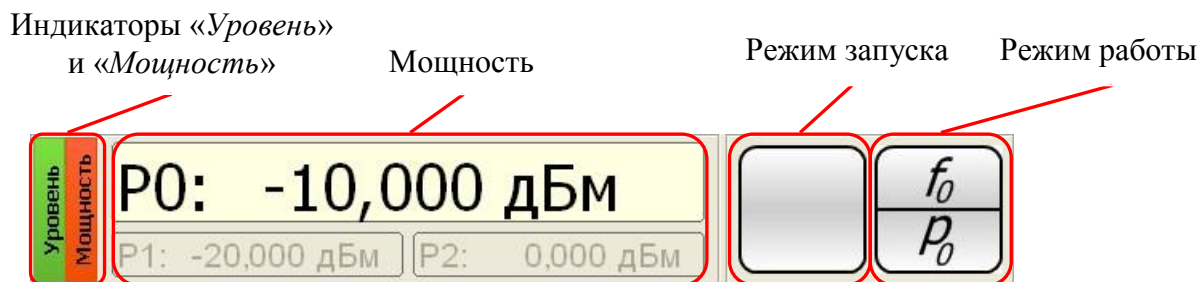 Индикаторы «Уровень»
и «Мощность»
Мощность
Режим запуска
Режим работы
Уровень
Мощность
P0: -10,000 дБм
P1: -20,000 дБм
P2: 0,000 дБм
f0
p0